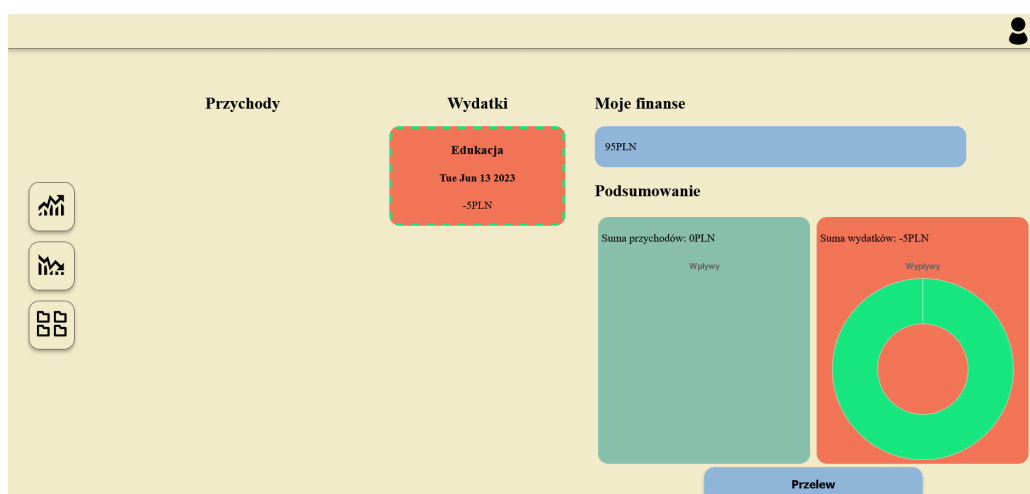 Przychody
Wydatki
Edukacja
Tue Jun 13 2023
-5PLN
Moje finanse
95PLN
Podsumowanie
Suma przychodów: 0PLN
Wpływy
Suma wydatków: -5PLN
Wypływy
Przelew